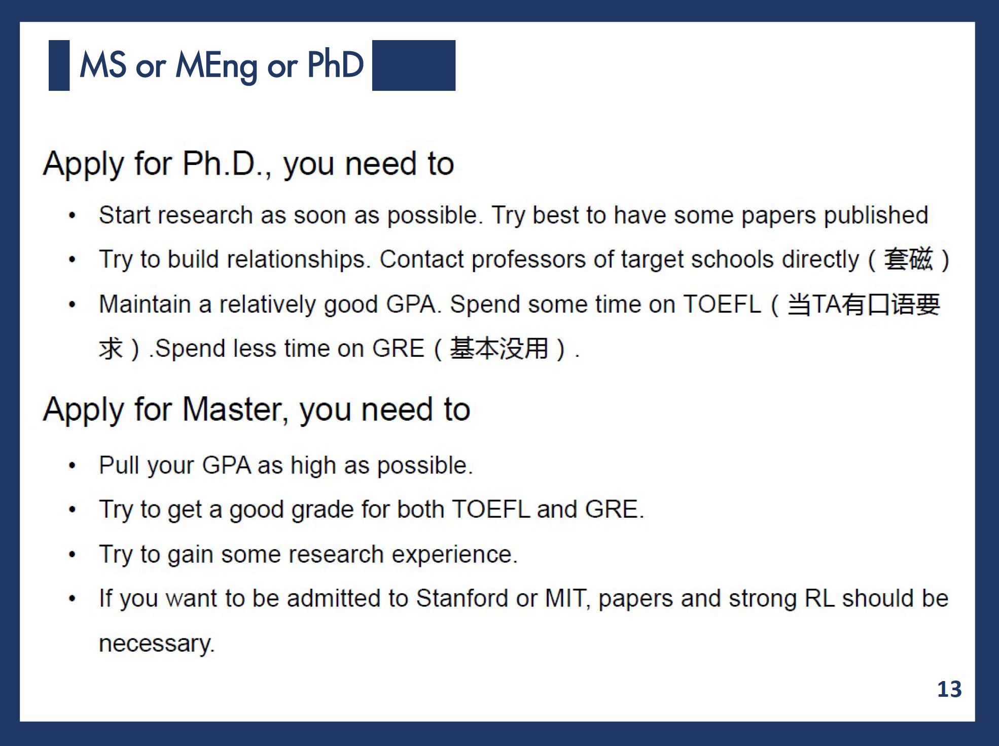 MS or MEng or PhD
Apply for Ph.D., you need to
• Start research as soon as possible. Try best to have some papers published
• Try to build relationships. Contact professors of target schools directly（套磁）
• Maintain a relatively good GPA. Spend some time on TOEFL（当TA有口语要
求）.Spend less time on GRE（基本没用）.
Apply for Master, you need to
• Pull your GPA as high as possible.
• Try to get a good grade for both TOEFL and GRE.
• Try to gain some research experience.
• If you want to be admitted to Stanford or MIT, papers and strong RL should be
necessary.
13